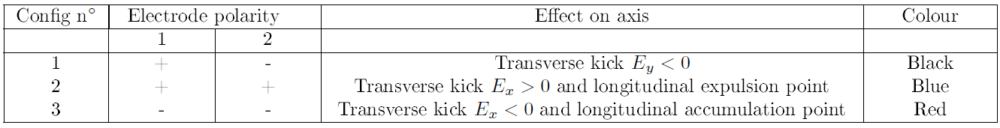 Config n° Electrode polarity Effect on axis Colour
1 2
1 + - Transverse kick E_y < 0 Black
2 + + Transverse kick E_x > 0 and longitudinal expulsion point Blue
3 - - Transverse kick E_x < 0 and longitudinal accumulation point Red